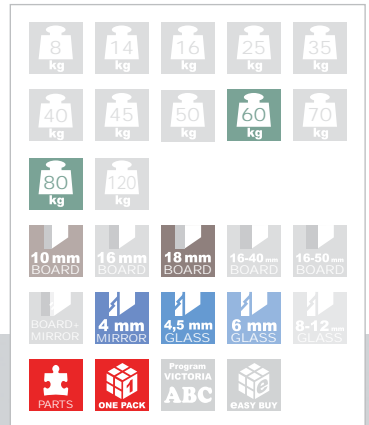 8 14 16 25 35
kg kg kg kg kg
40 45 50 60 70
kg kg kg kg kg
80 120
kg kg
10 mm 16 mm 18 mm 16-40 mm 16-50 mm
BOARD BOARD BOARD BOARD BOARD
BOARD+ 4 mm 4,5 mm 6 mm 8-12 mm
MIRROR MIRROR GLASS GLASS GLASS
PARTS
1
ONE PACK
Program
VICTORIA
ABC
e
eASY BUY